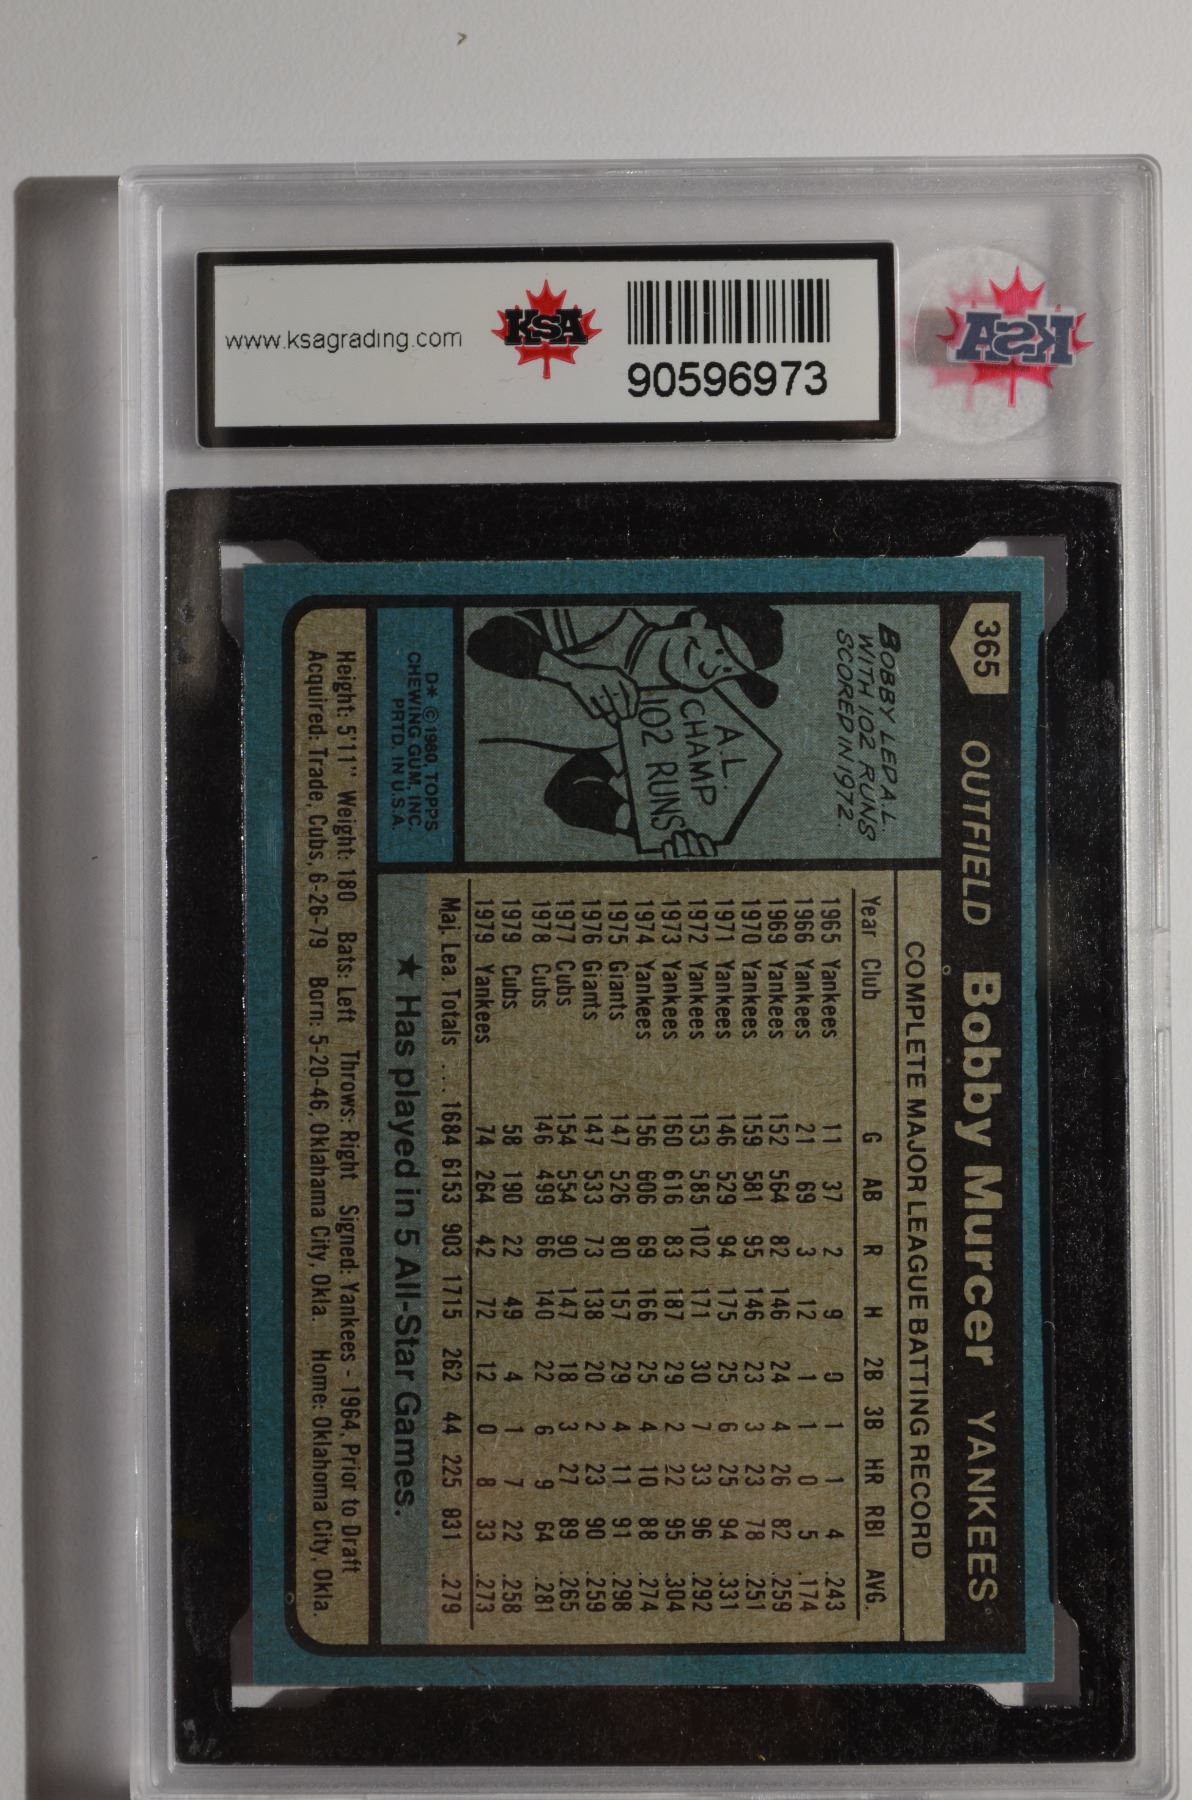 www.ksagrading.com
KSA
90596973
KSA
365 OUTFIELD Bobby Murcer YANKEES
BOBBY LED A.L.
WITH 102 RUNS
SCORED IN 1972.
A.L.
CHAMP
102 RUNS
D* © 1980, TOPPS
CHEWING GUM, INC.
PRTD. IN U.S.A.
COMPLETE MAJOR LEAGUE BATTING RECORD
Year Club G AB R H 2B 3B HR RBI AVG.
1965 Yankees 11 37 2 9 0 1 1 4 .243
1966 Yankees 21 69 3 12 1 1 0 5 .174
1969 Yankees 152 564 82 146 24 4 26 82 .259
1970 Yankees 159 581 95 146 23 3 23 78 .251
1971 Yankees 146 529 94 175 25 6 25 94 .331
1972 Yankees 153 585 102 171 30 7 33 96 .292
1973 Yankees 160 616 83 187 29 2 22 95 .304
1974 Yankees 156 606 69 166 25 4 10 88 .274
1975 Giants 147 526 80 157 29 4 11 91 .298
1976 Giants 147 533 73 138 20 2 23 90 .259
1977 Cubs 154 554 90 147 18 3 27 89 .265
1978 Cubs 146 499 66 140 22 6 9 64 .281
1979 Cubs 58 190 22 49 4 1 7 22 .258
1979 Yankees 74 264 42 72 12 0 8 33 .273
Maj. Lea. Totals .... 1684 6153 903 1715 262 44 225 831 .279
★ Has played in 5 All-Star Games.
Height: 5'11" Weight: 180 Bats: Left Throws: Right Signed: Yankees - 1964, Prior to Draft
Acquired: Trade, Cubs, 6-26-79 Born: 5-20-46, Oklahama City, Okla. Home: Oklahoma City, Okla.